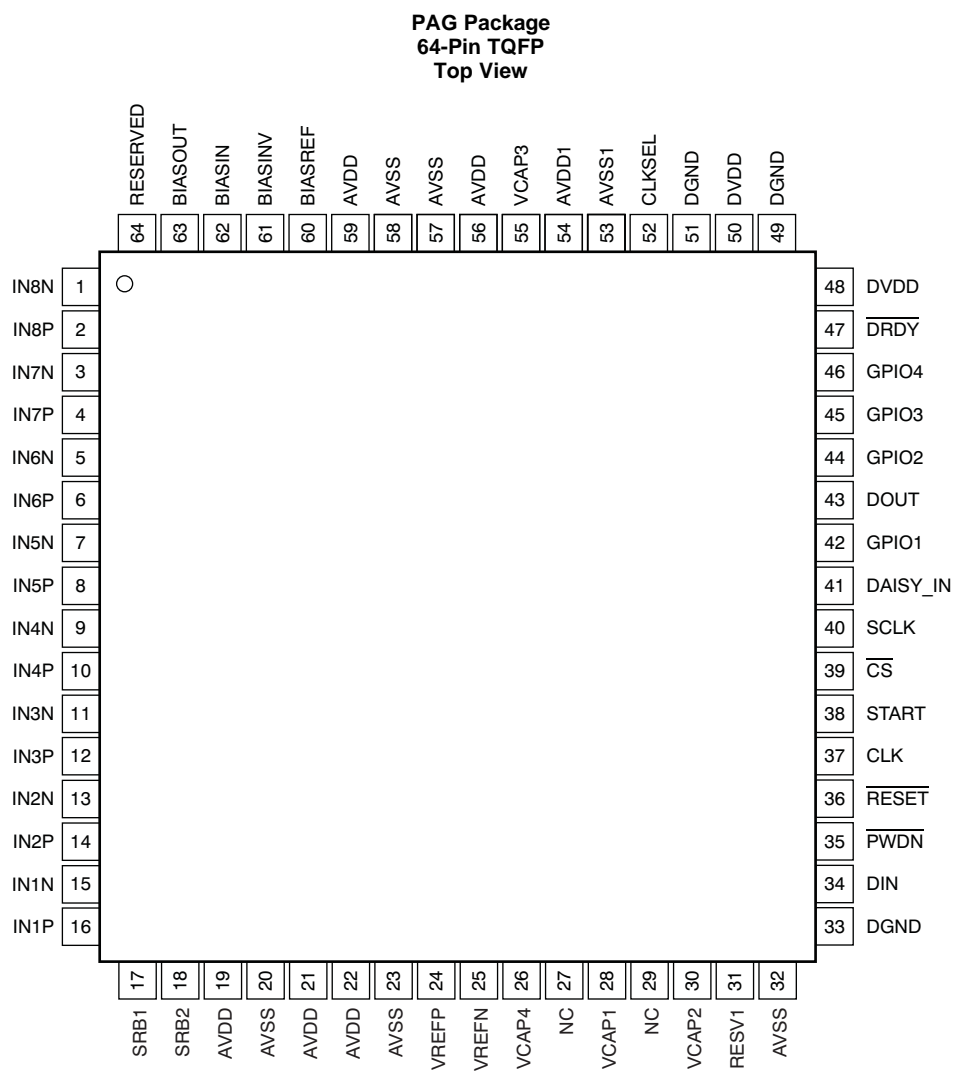 PAG Package
64-Pin TQFP
Top View
RESERVED
BIASOUT
BIASIN
BIASINV
BIASREF
AVDD
AVSS
AVSS
AVDD
VCAP3
AVDD1
AVSS1
CLKSEL
DGND
DVDD
DGND
64
63
62
61
60
59
58
57
56
55
54
53
52
51
50
49
IN8N 1
IN8P 2
IN7N 3
IN7P 4
IN6N 5
IN6P 6
IN5N 7
IN5P 8
IN4N 9
IN4P 10
IN3N 11
IN3P 12
IN2N 13
IN2P 14
IN1N 15
IN1P 16
48 DVDD
47 DRDY
46 GPIO4
45 GPIO3
44 GPIO2
43 DOUT
42 GPIO1
41 DAISY_IN
40 SCLK
39 CS
38 START
37 CLK
36 RESET
35 PWDN
34 DIN
33 DGND
17
18
19
20
21
22
23
24
25
26
27
28
29
30
31
32
SRB1
SRB2
AVDD
AVSS
AVDD
AVDD
AVSS
VREFP
VREFN
VCAP4
NC
VCAP1
NC
VCAP2
RESV1
AVSS